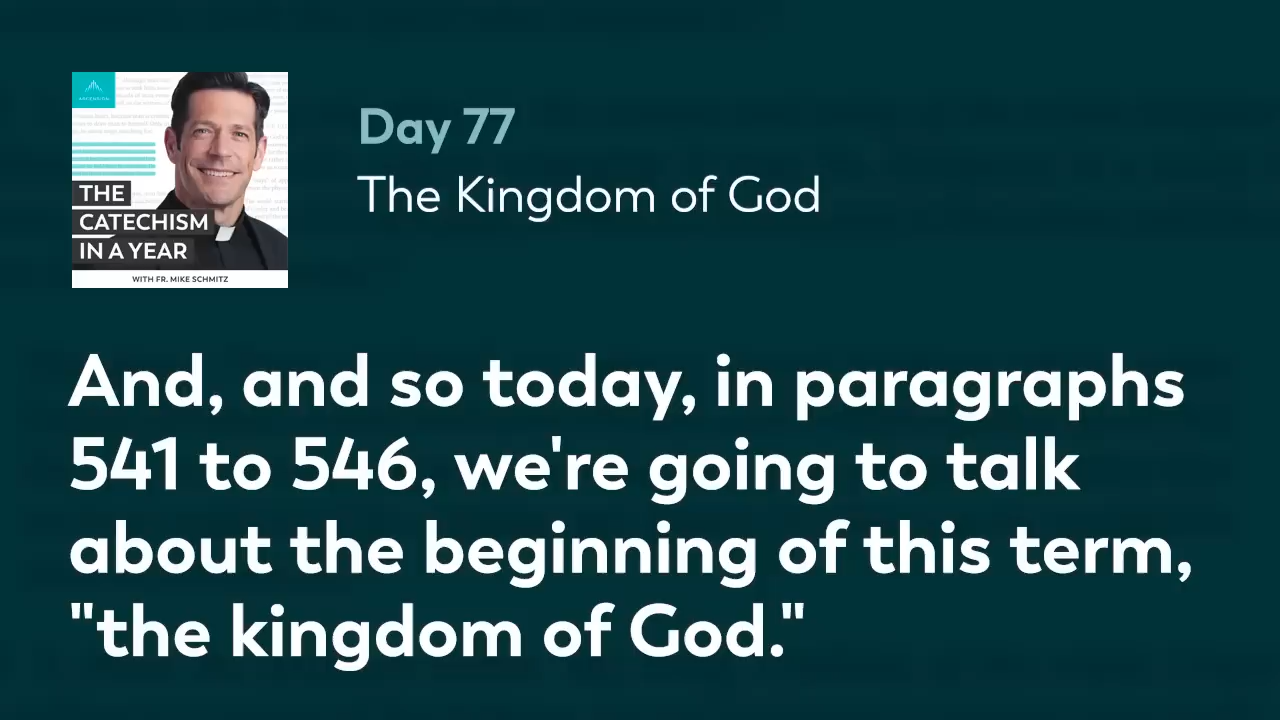 ASCENSION
THE
CATECHISM
IN A YEAR
WITH FR. MIKE SCHMITZ
Day 77
The Kingdom of God
And, and so today, in paragraphs
541 to 546, we're going to talk
about the beginning of this term,
"the kingdom of God."